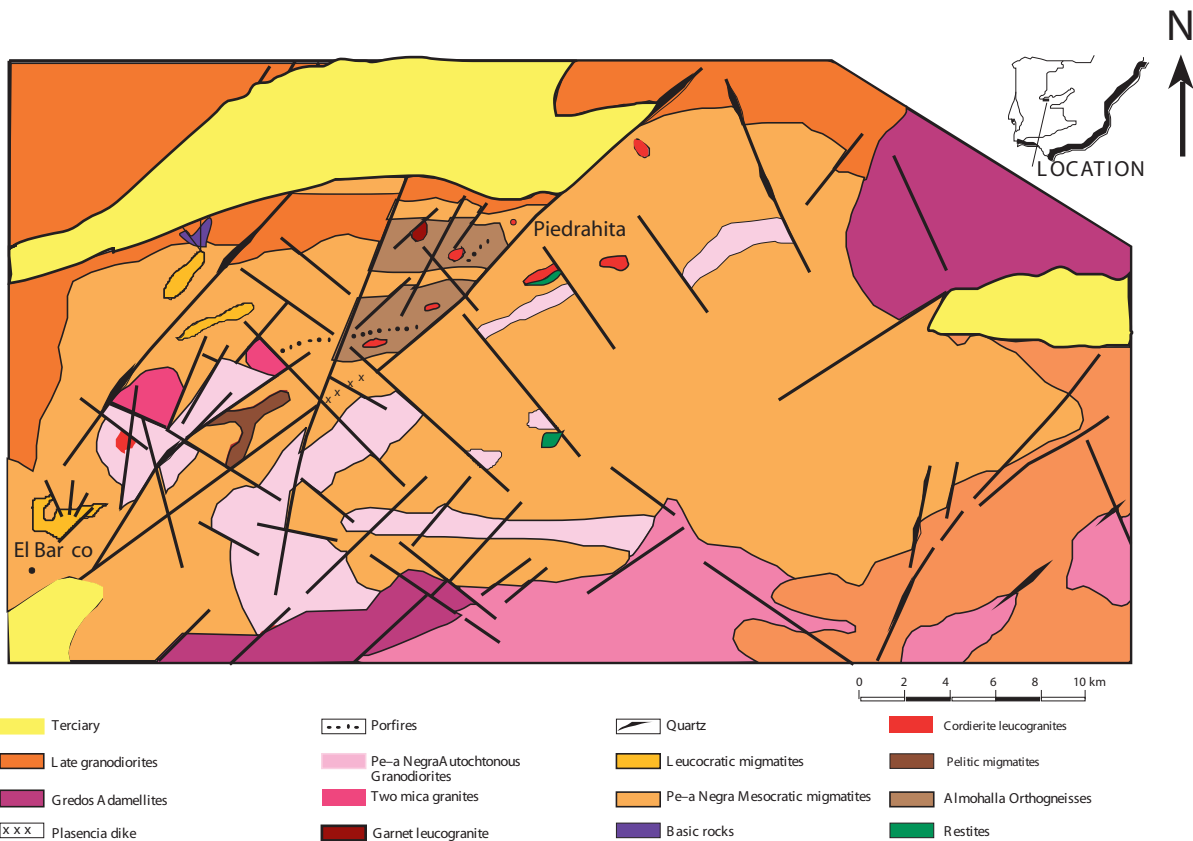 N
LOCATION
Piedrahita
El Bar co
0 2 4 6 8 10 km
Terciary
Porfires
Quartz
Cordierite leucogranites
Late granodiorites
Pe–a NegraAutochtonous
Granodiorites
Leucocratic migmatites
Pelitic migmatites
Gredos Adamellites
Two mica granites
Pe–a Negra Mesocratic migmatites
Almohalla Orthogneisses
x x x Plasencia dike
Garnet leucogranite
Basic rocks
Restites